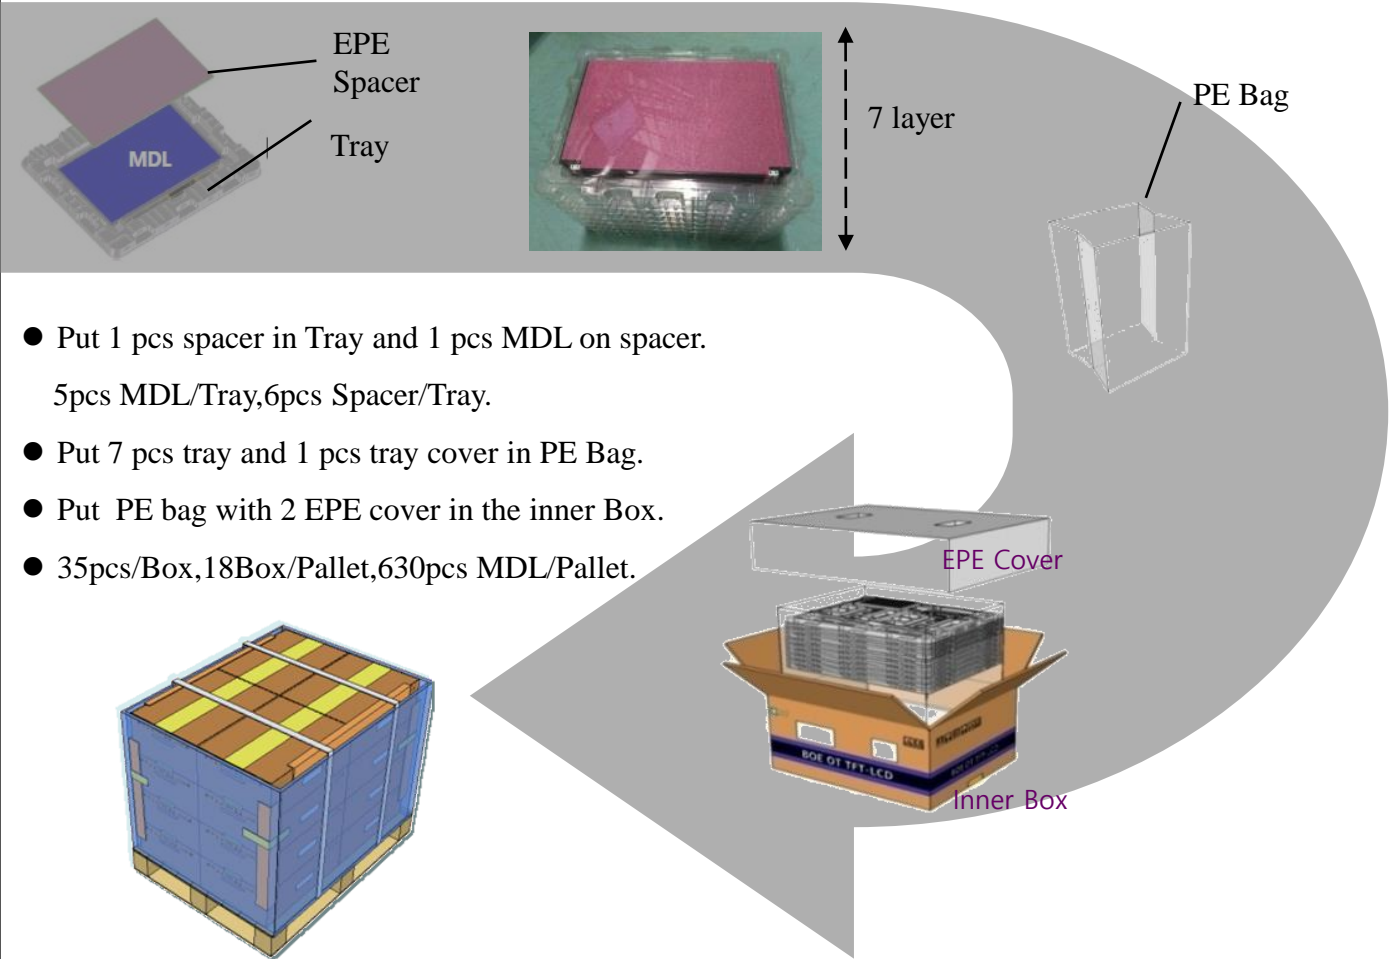 EPE
Spacer
Tray
MDL
7 layer
PE Bag
● Put 1 pcs spacer in Tray and 1 pcs MDL on spacer.
5pcs MDL/Tray,6pcs Spacer/Tray.
● Put 7 pcs tray and 1 pcs tray cover in PE Bag.
● Put PE bag with 2 EPE cover in the inner Box.
● 35pcs/Box,18Box/Pallet,630pcs MDL/Pallet.
EPE Cover
BOE OT TFT-LCD
Inner Box